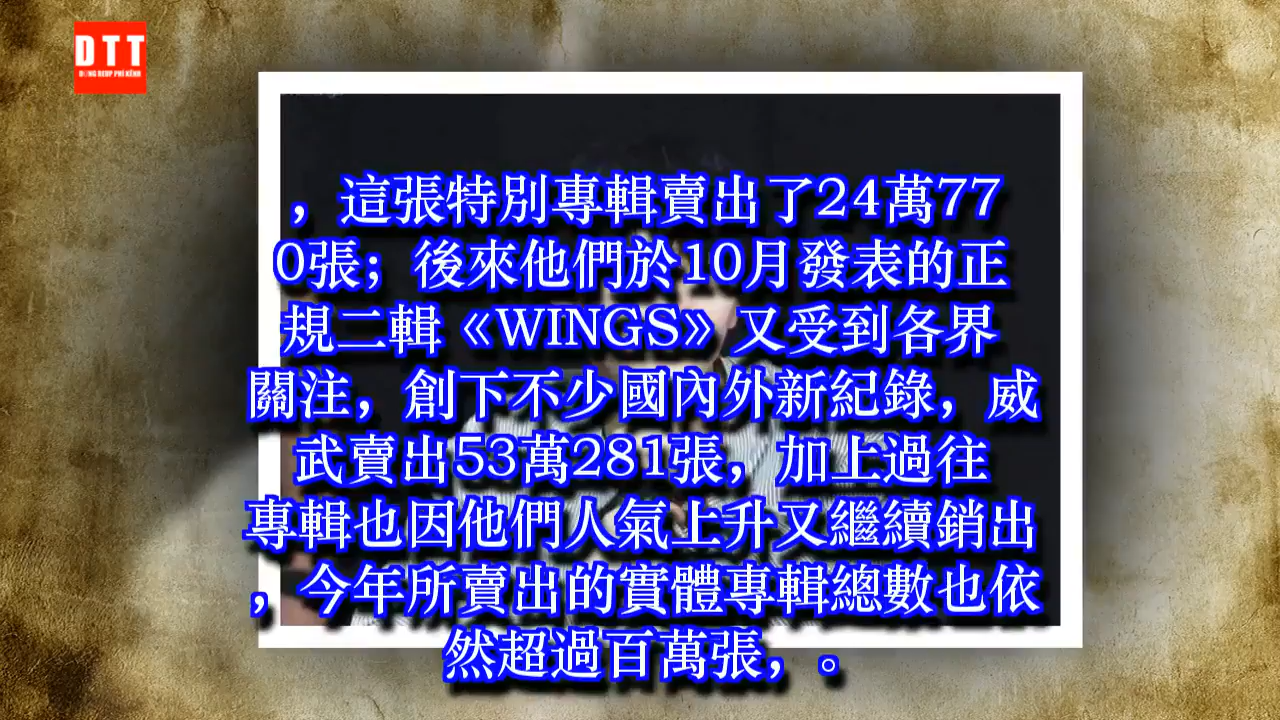 DTT
，這張特別專輯賣出了24萬77
0張；後來他們於10月發表的正
規二輯《WINGS》又受到各界
關注，創下不少國內外新紀錄，威
武賣出53萬281張，加上過往
專輯也因他們人氣上升又繼續銷出
，今年所賣出的實體專輯總數也依
然超過百萬張，。